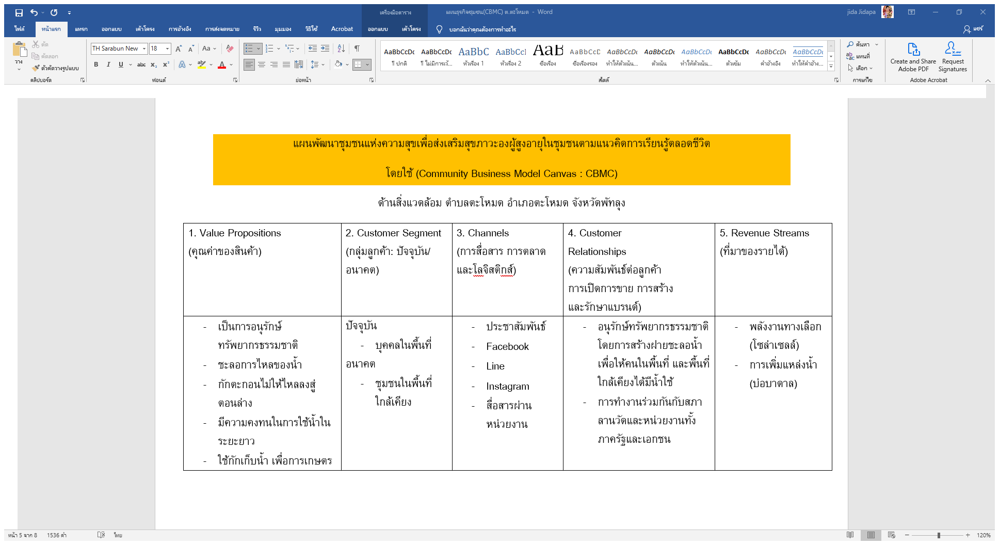 เครื่องมือตาราง
แผนธุรกิจชุมชน(CBMC) ต.ตะโหมด - Word
jida Jidapa
ไฟล์ หน้าแรก แทรก ออกแบบ เค้าโครง การอ้างอิง การส่งจดหมาย รีวิว มุมมอง วิธีใช้ Acrobat ออกแบบ เค้าโครง บอกฉันว่าคุณต้องการทำอะไร แชร์
วาง
ตัด
คัดลอก
ตัวคัดวางรูปแบบ
คลิปบอร์ด
TH Sarabun New 18
ฟอนต์
ย่อหน้า
AaBbCcDc AaBbCcDc AaBbC AaBbCcI AaB AaBbCcD AaBbCcDc AaBbCcDc AaBbCcDc AaBbCcDc AaBbCcDc AaBbCcDc
¶ ปกติ ¶ ไม่มีการเว้... หัวเรื่อง 1 หัวเรื่อง 2 ชื่อเรื่อง ชื่อเรื่องรอง ทำให้ตัวเน้น... ตัวเน้น ทำให้ตัวเน้น... ตัวเข้ม คำอ้างอิง ทำให้คำอ้าง...
สไตล์
ค้นหา
แทนที่
เลือก
การแก้ไข
Create and Share
Adobe PDF
Request
Signatures
Adobe Acrobat
แผนพัฒนาชุมชนแห่งความสุขเพื่อส่งเสริมสุขภาวะองผู้สูงอายุในชุมชนตามแนวคิดการเรียนรู้ตลอดชีวิต
โดยใช้ (Community Business Model Canvas : CBMC)
ด้านสิ่งแวดล้อม ตำบลตะโหมด อำเภอตะโหมด จังหวัดพัทลุง
1. Value Propositions
(คุณค่าของสินค้า)
2. Customer Segment
(กลุ่มลูกค้า: ปัจจุบัน/
อนาคต)
3. Channels
(การสื่อสาร การตลาด
และโลจิสติกส์)
4. Customer
Relationships
(ความสัมพันธ์ต่อลูกค้า
การเปิดการขาย การสร้าง
และรักษาแบรนด์)
5. Revenue Streams
(ที่มาของรายได้)
- เป็นการอนุรักษ์
ทรัพยากรธรรมชาติ
- ชะลอการไหลของน้ำ
- กักตะกอนไม่ให้ไหลลงสู่
ตอนล่าง
- มีความคงทนในการใช้น้ำใน
ระยะยาว
- ใช้กักเก็บน้ำ เพื่อการเกษตร
ปัจจุบัน
- บุคคลในพื้นที่
อนาคต
- ชุมชนในพื้นที่
ใกล้เคียง
- ประชาสัมพันธ์
- Facebook
- Line
- Instagram
- สื่อสารผ่าน
หน่วยงาน
- อนุรักษ์ทรัพยากรธรรมชาติ
โดยการสร้างฝายชะลอน้ำ
เพื่อให้คนในพื้นที่ และพื้นที่
ใกล้เคียงได้มีน้ำใช้
- การทำงานร่วมกันกับสภา
ลานวัดและหน่วยงานทั้ง
ภาครัฐและเอกชน
- พลังงานทางเลือก
(โซล่าเซลล์)
- การเพิ่มแหล่งน้ำ
(บ่อบาดาล)
หน้า 5 จาก 8 1536 คำ ไทย 120%